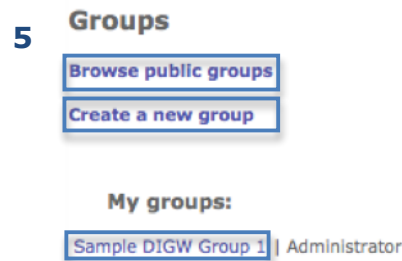 5
Groups
Browse public groups
Create a new group
My groups:
Sample DIGW Group 1 | Administrator